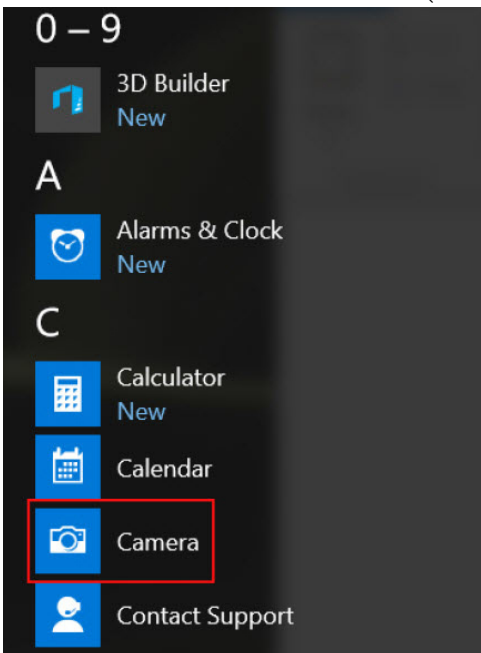 0 – 9
3D Builder
New
A
Alarms & Clock
New
C
Calculator
New
Calendar
Camera
Contact Support